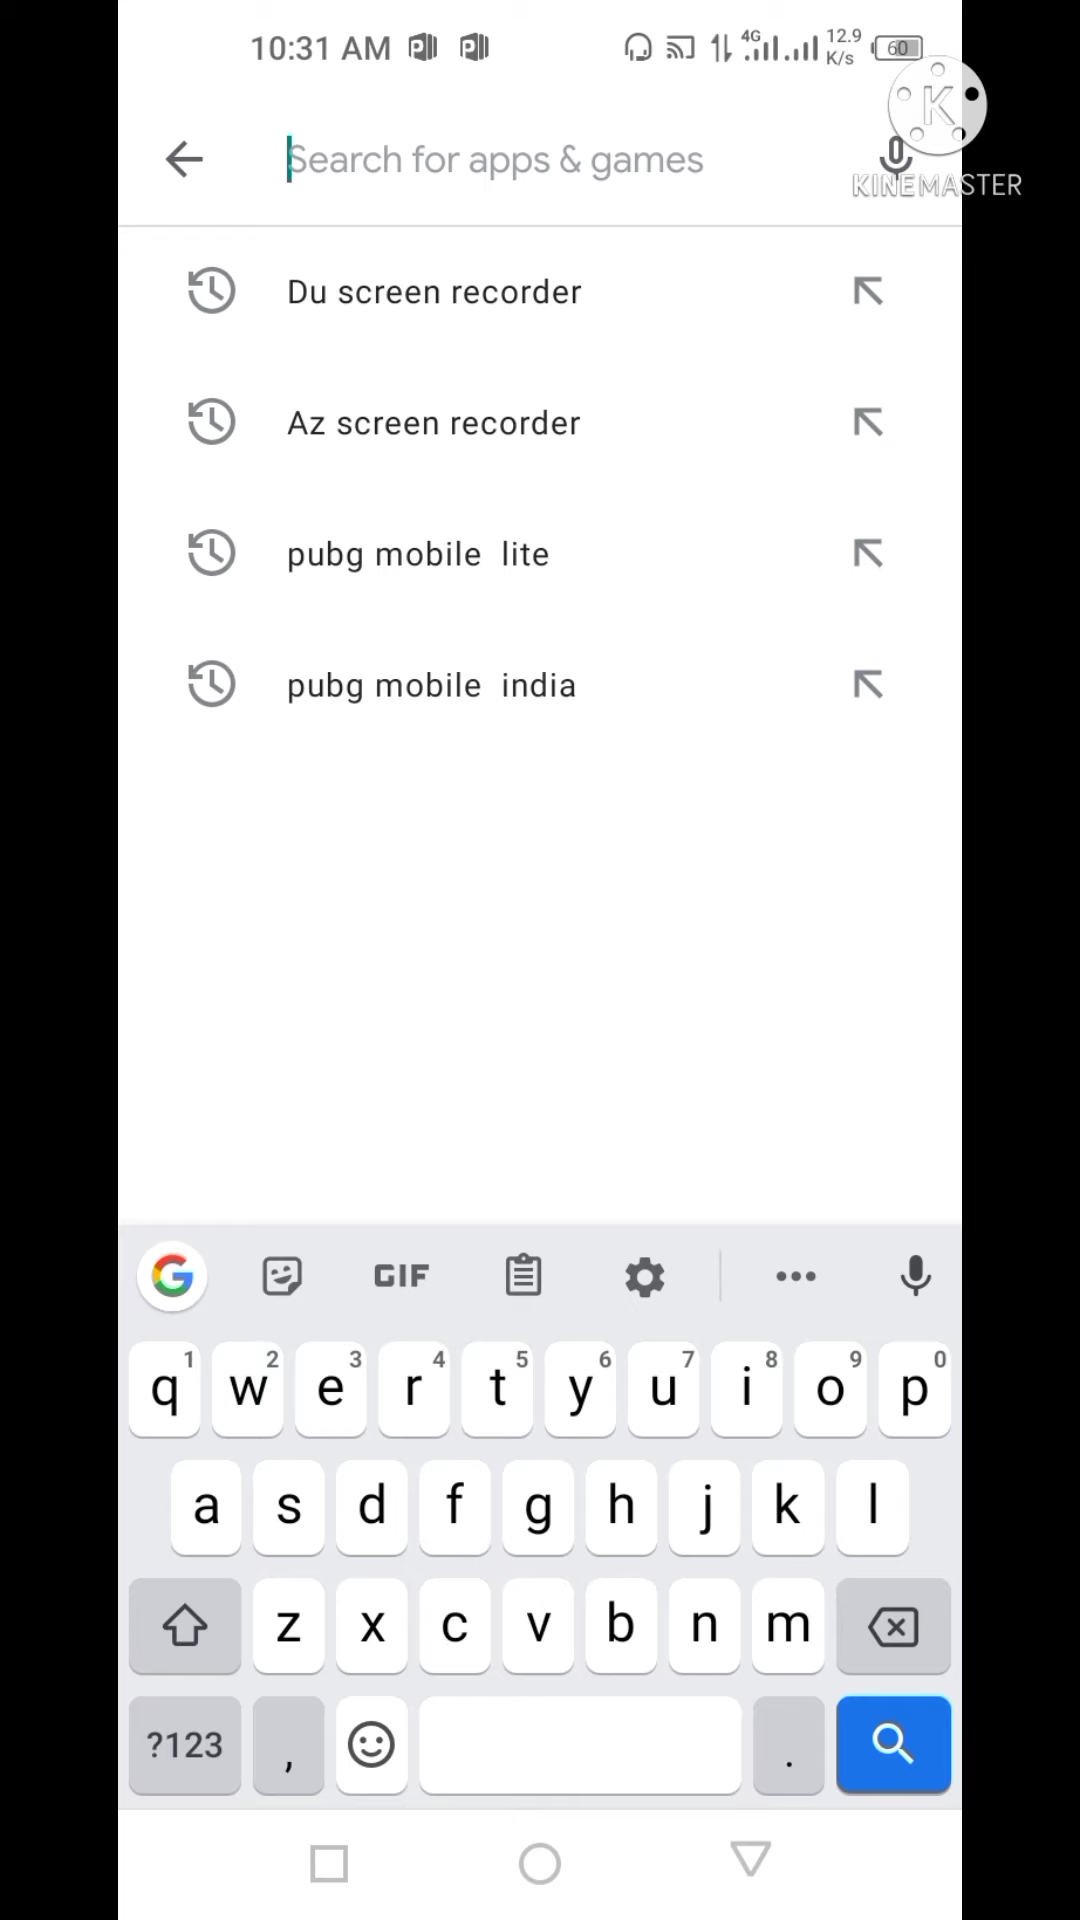 10:31 AM
4G
12.9
K/s
60
K
KINEMASTER
Search for apps & games
Du screen recorder
Az screen recorder
pubg mobile  lite
pubg mobile  india
G
GIF
q 1 w 2 e 3 r 4 t 5 y 6 u 7 i 8 o 9 p 0
a s d f g h j k l
z x c v b n m
?123 , .